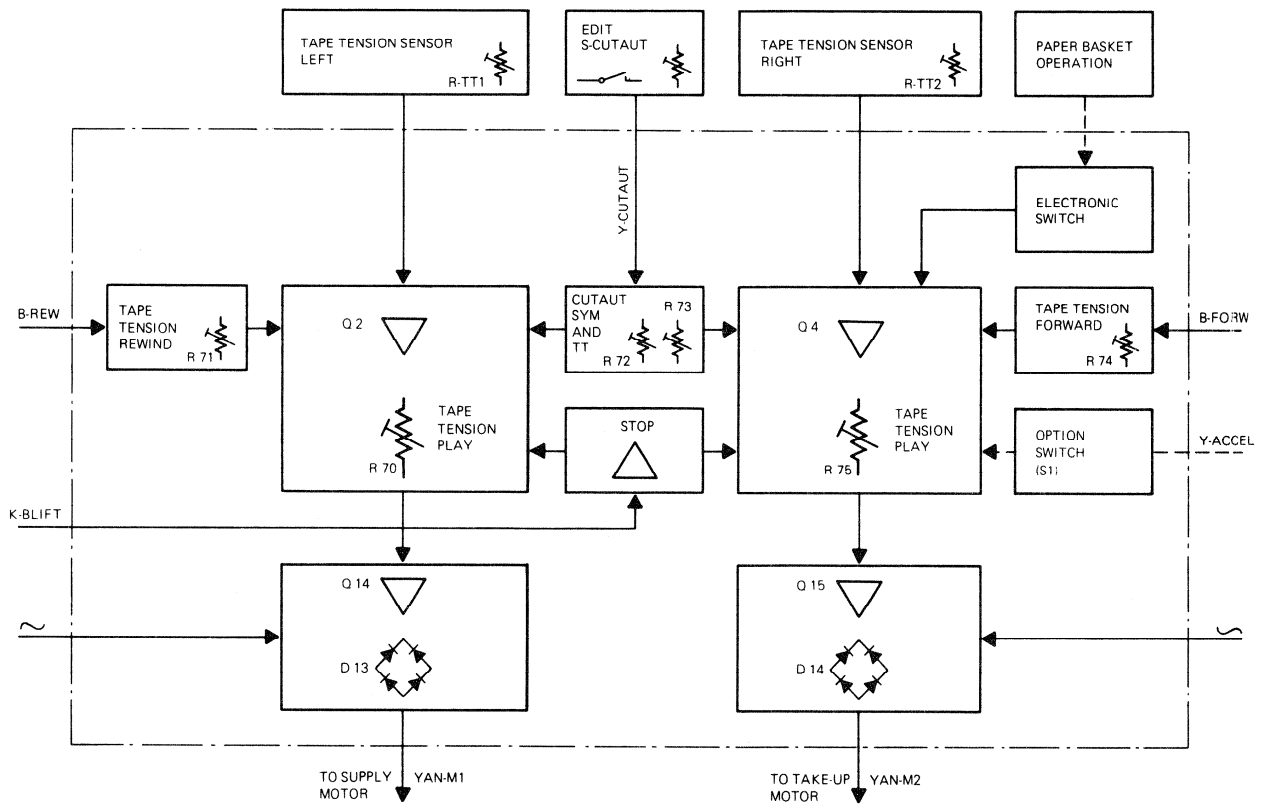 TAPE TENSION SENSOR
LEFT
R-TT1
EDIT
S-CUTAUT
TAPE TENSION SENSOR
RIGHT
R-TT2
PAPER BASKET
OPERATION
Y-CUTAUT
ELECTRONIC
SWITCH
B-REW
TAPE
TENSION
REWIND
R 71
Q 2
CUTAUT
SYM
AND
TT
R 73
R 72
Q 4
TAPE TENSION
FORWARD
R 74
B-FORW
TAPE
TENSION
PLAY
R 70
STOP
TAPE
TENSION
PLAY
R 75
OPTION
SWITCH
(S1)
Y-ACCEL
K-BLIFT
Q 14
D 13
Q 15
D 14
~
~
TO SUPPLY
MOTOR
YAN-M1
TO TAKE-UP
MOTOR
YAN-M2